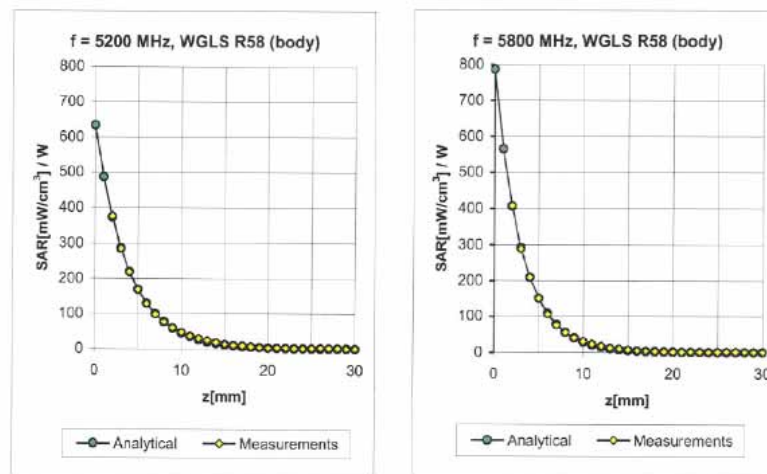 f = 5200 MHz, WGLS R58 (body)
800
700
600
500
400
300
200
100
0
SAR[mW/cm³] / W
0 10 20 30
z[mm]
Analytical Measurements
f = 5800 MHz, WGLS R58 (body)
800
700
600
500
400
300
200
100
0
SAR[mW/cm³] / W
0 10 20 30
z[mm]
Analytical Measurements